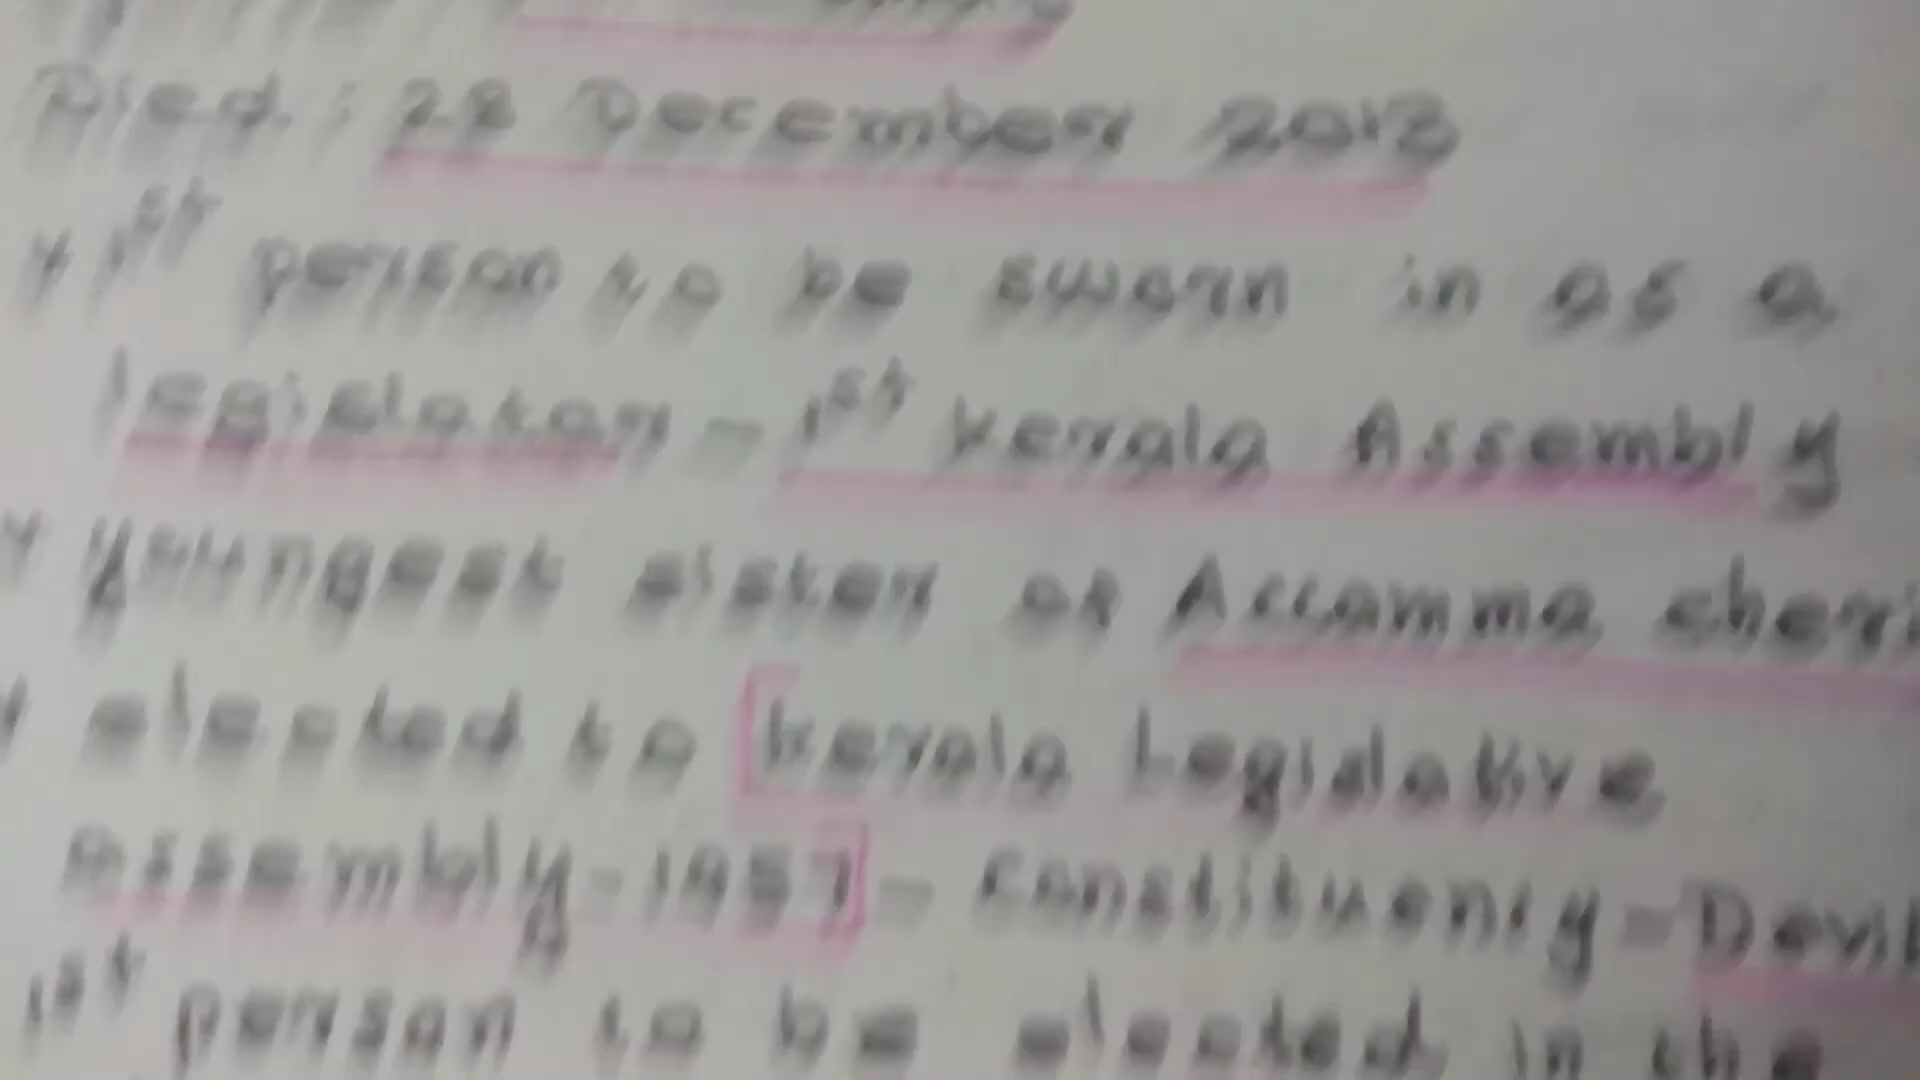 Died : 28 December 2013
1st person to be sworn in as a
legislator - 1st Kerala Assembly
youngest sister of Accamma cheri
elected to [Kerala Legislative
Assembly-1957] - Constituency - Devi
1st person to be elected in the